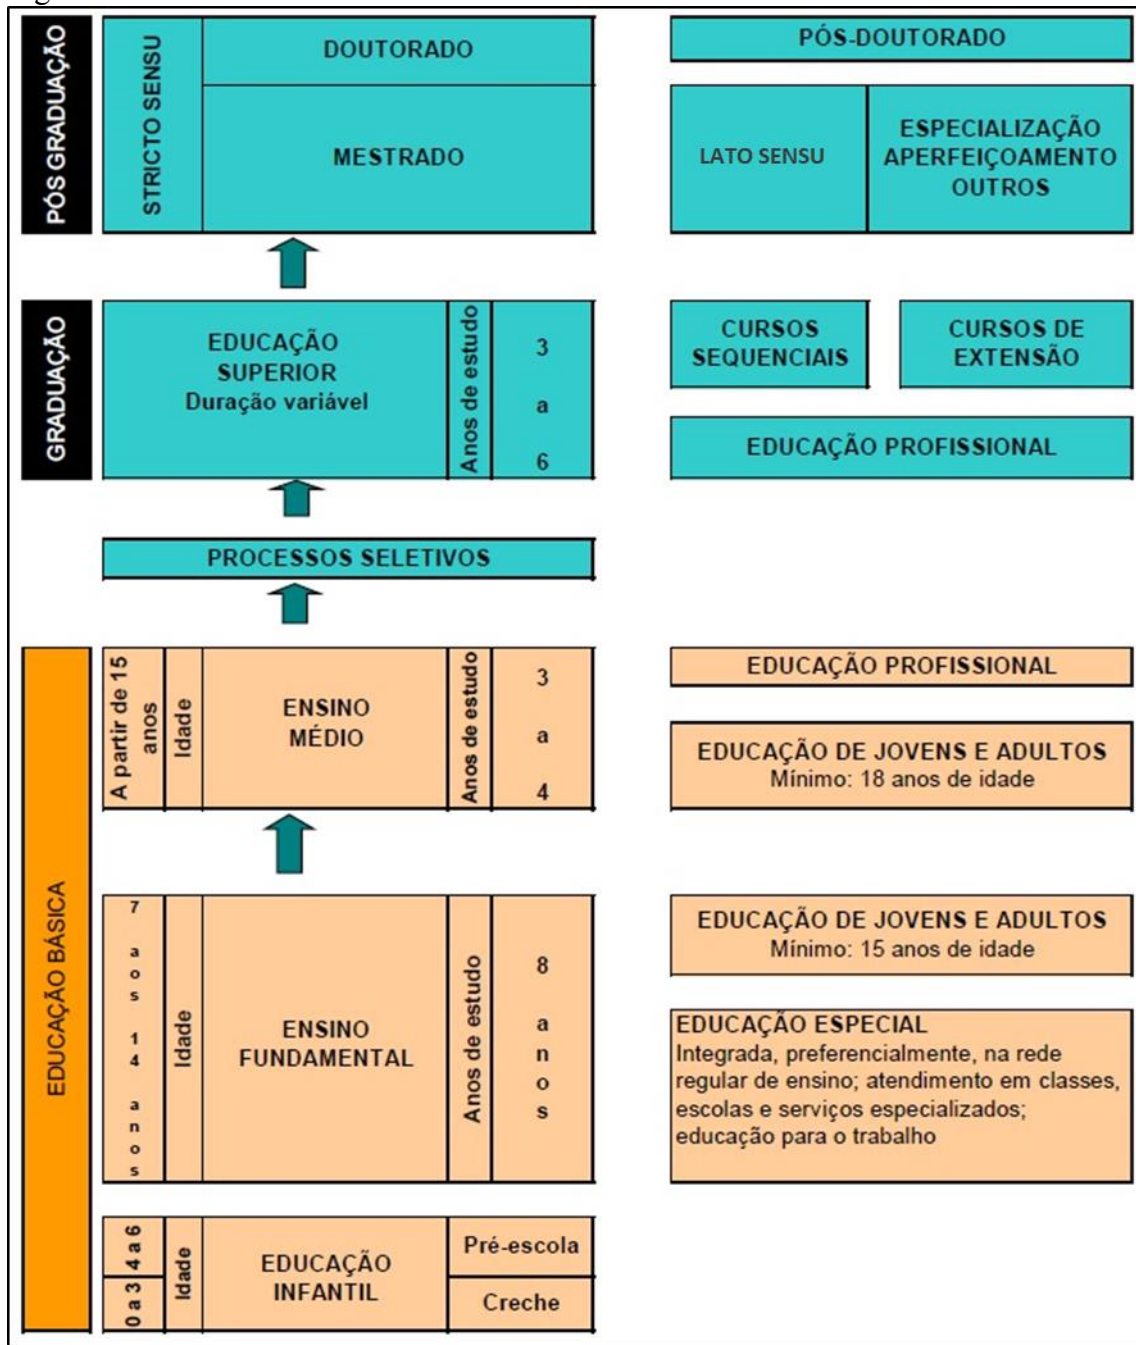 PÓS GRADUAÇÃO
STRICTO SENSU
DOUTORADO
MESTRADO
PÓS-DOUTORADO
LATO SENSU
ESPECIALIZAÇÃO
APERFEIÇOAMENTO
OUTROS
GRADUAÇÃO
EDUCAÇÃO
SUPERIOR
Duração variável
Anos de estudo
3
a
6
CURSOS
SEQUENCIAIS
CURSOS DE
EXTENSÃO
EDUCAÇÃO PROFISSIONAL
PROCESSOS SELETIVOS
EDUCAÇÃO BÁSICA
A partir de 15
anos
Idade
ENSINO
MÉDIO
Anos de estudo
3
a
4
EDUCAÇÃO PROFISSIONAL
EDUCAÇÃO DE JOVENS E ADULTOS
Mínimo: 18 anos de idade
7 aos 14 anos
Idade
ENSINO
FUNDAMENTAL
Anos de estudo
8
anos
EDUCAÇÃO DE JOVENS E ADULTOS
Mínimo: 15 anos de idade
EDUCAÇÃO ESPECIAL
Integrada, preferencialmente, na rede
regular de ensino; atendimento em classes,
escolas e serviços especializados;
educação para o trabalho
4 a 6
0 a 3
Idade
EDUCAÇÃO
INFANTIL
Pré-escola
Creche